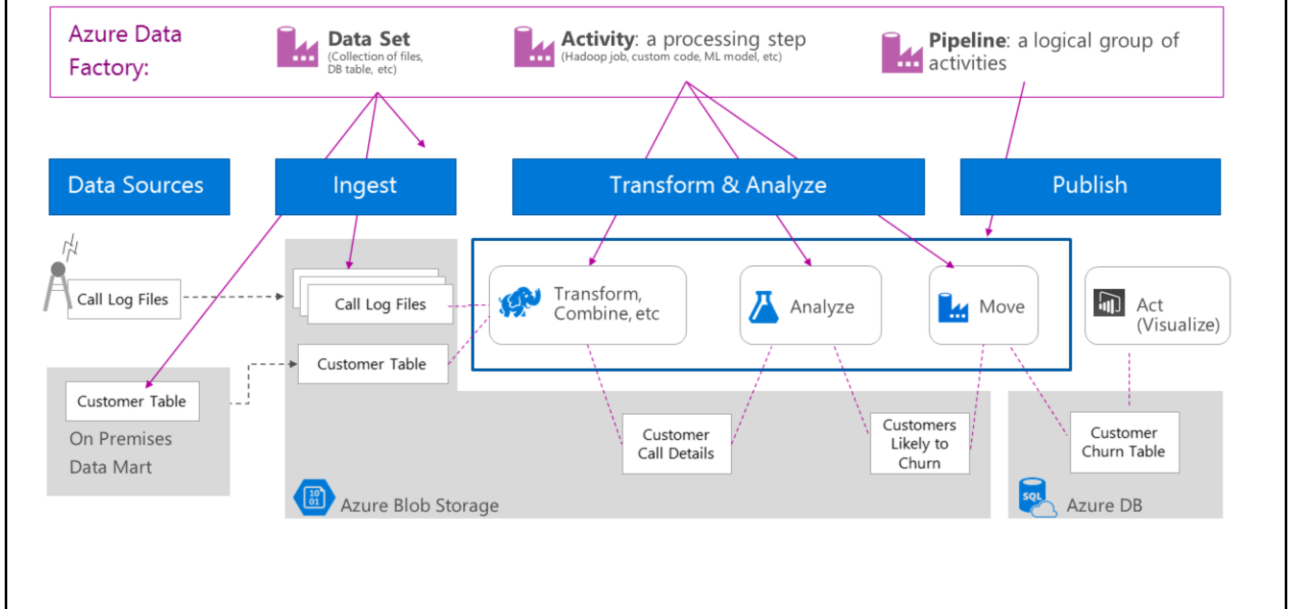 Azure Data
Factory:
Data Set
(Collection of files,
DB table, etc)
Activity: a processing step
(Hadoop job, custom code, ML model, etc)
Pipeline: a logical group of
activities
Data Sources
Ingest
Transform & Analyze
Publish
Call Log Files
Call Log Files
Transform,
Combine, etc
Analyze
Move
Act
(Visualize)
Customer Table
Customer Table
On Premises
Data Mart
Customer
Call Details
Customers
Likely to
Churn
Customer
Churn Table
10
01
Azure Blob Storage
SQL
Azure DB